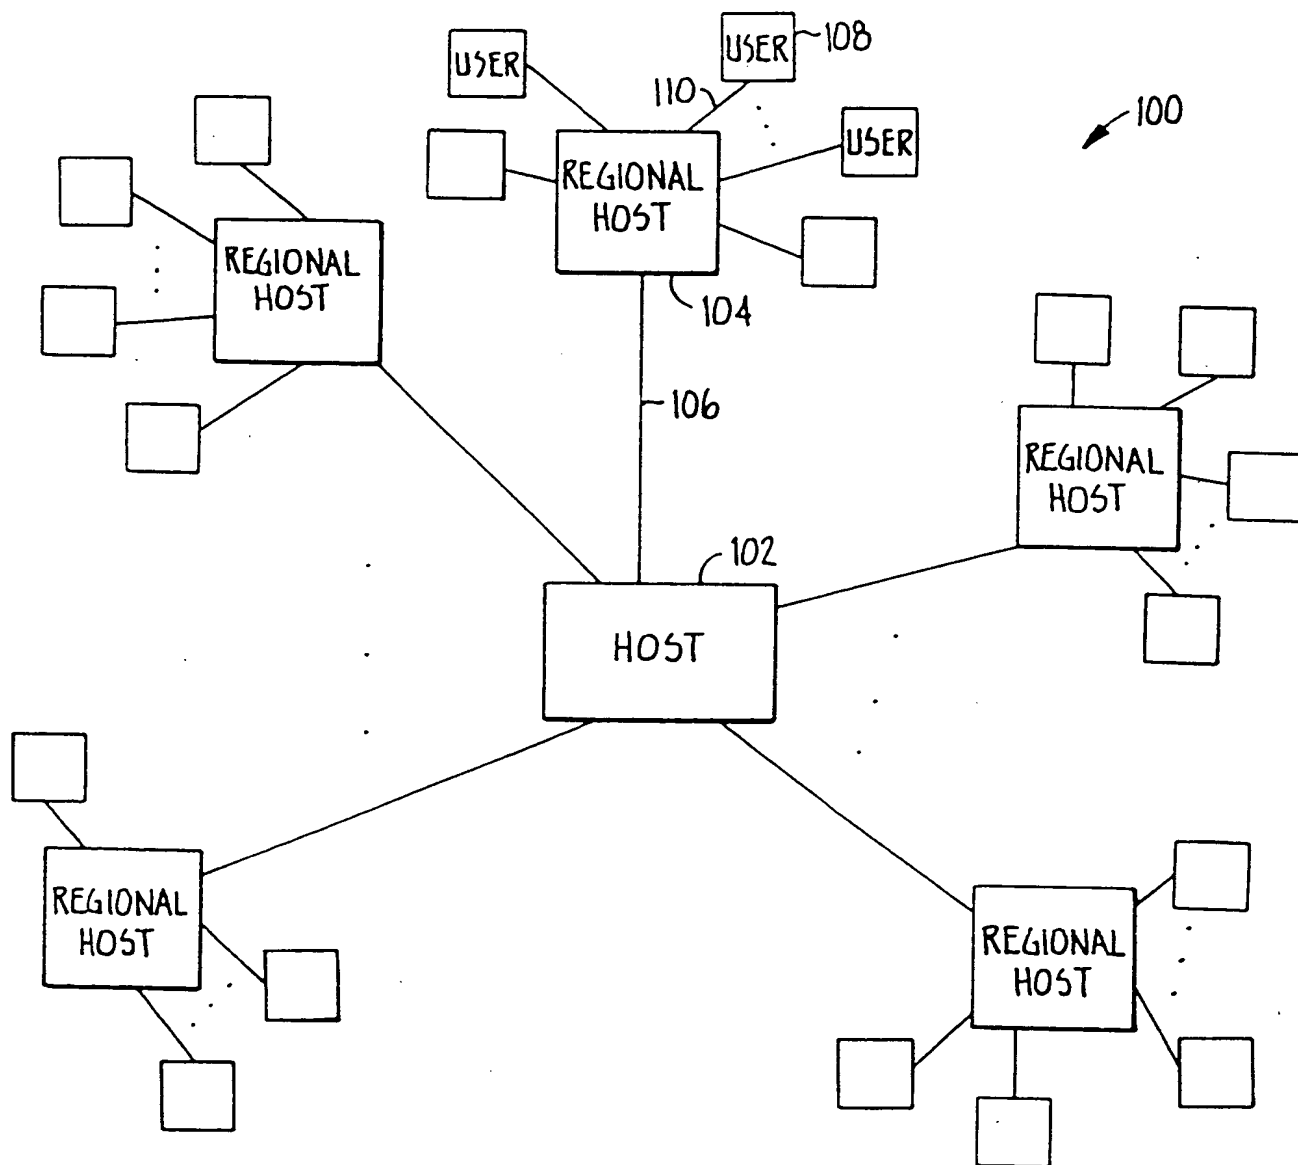 USER
USER
108
110
100
USER
REGIONAL
HOST
REGIONAL
HOST
104
106
REGIONAL
HOST
102
HOST
REGIONAL
HOST
REGIONAL
HOST